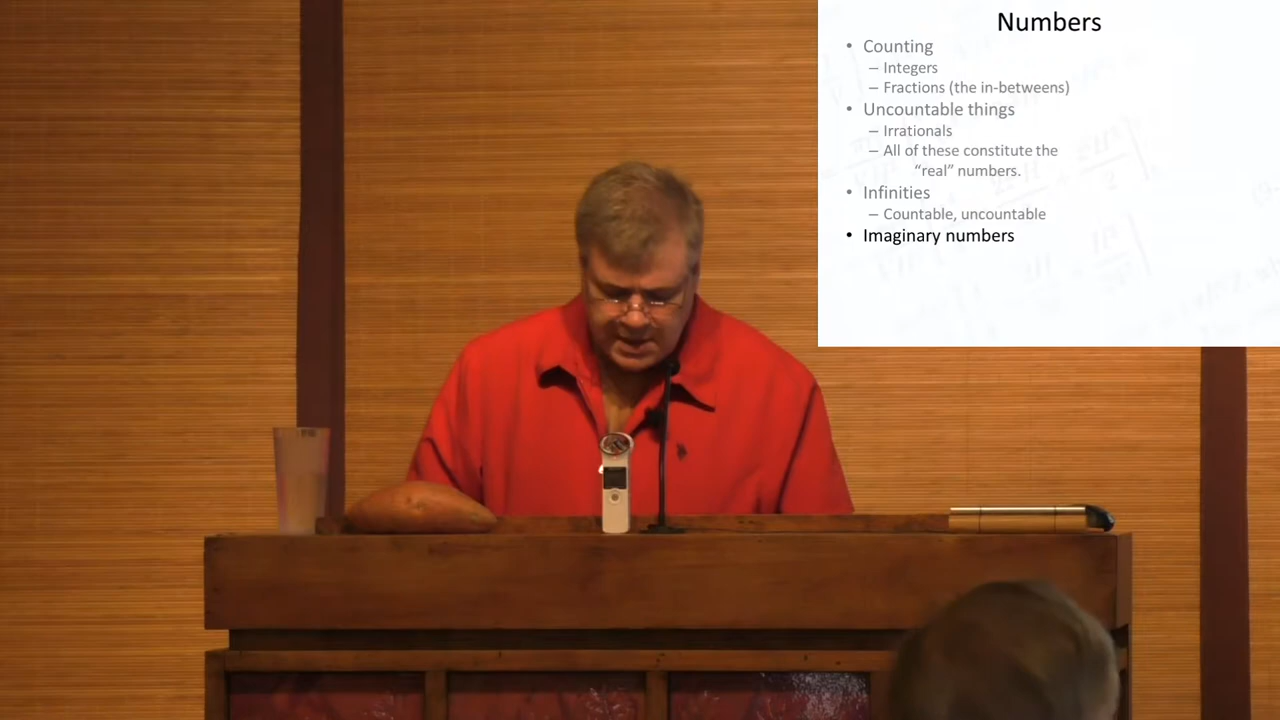 Numbers
• Counting
– Integers
– Fractions (the in-betweens)
• Uncountable things
– Irrationals
– All of these constitute the
“real” numbers.
• Infinities
– Countable, uncountable
• Imaginary numbers